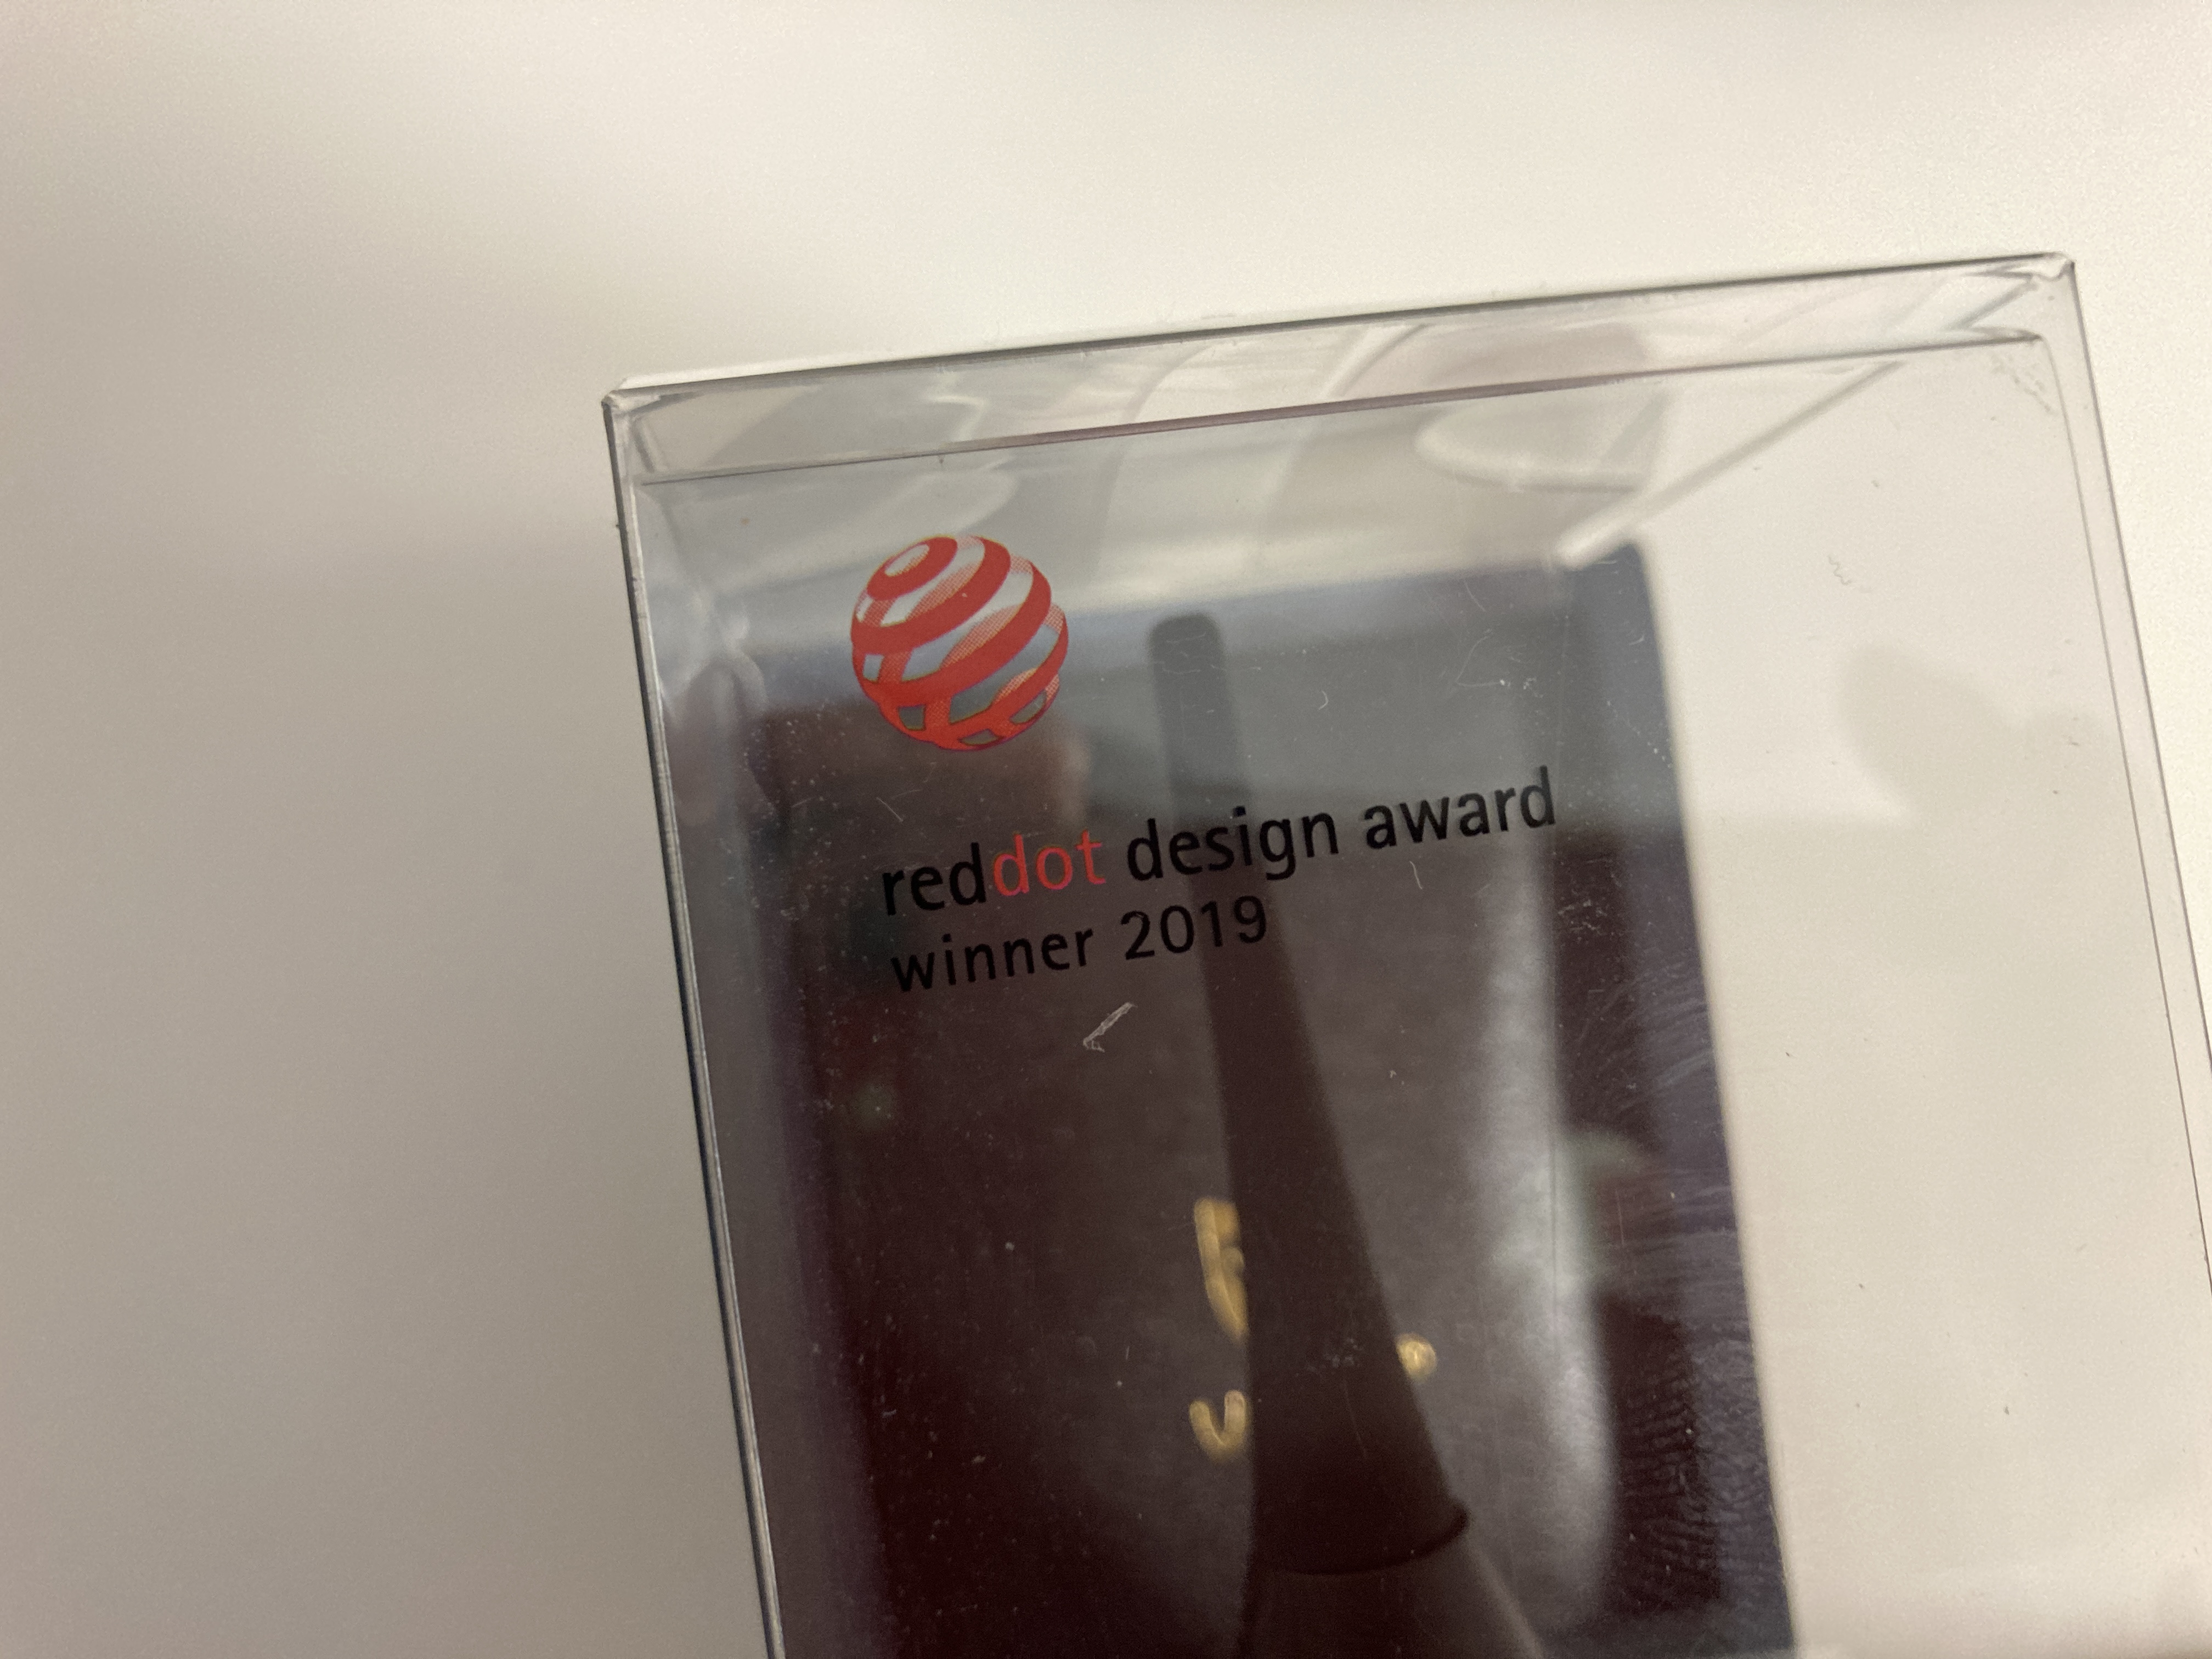 reddot design award
winner 2019